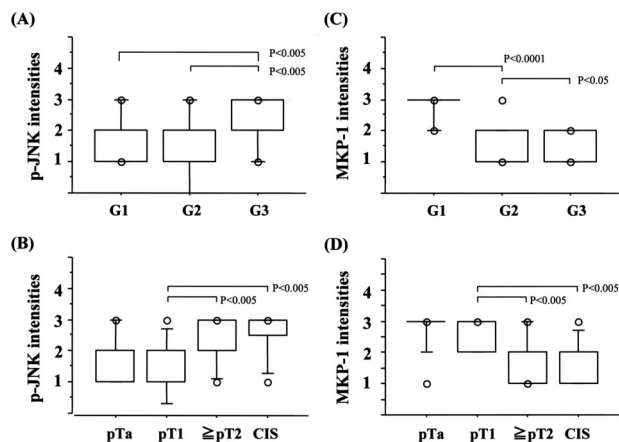 (A)
P<0.005
P<0.005
p-JNK intensities
4
3
2
1
G1 G2 G3
(C)
P<0.0001
P<0.05
MKP-1 intensities
4
3
2
1
G1 G2 G3
(B)
P<0.005
P<0.005
p-JNK intensities
4
3
2
1
pTa pT1 ≧pT2 CIS
(D)
P<0.005
P<0.005
MKP-1 intensities
4
3
2
1
pTa pT1 ≧pT2 CIS